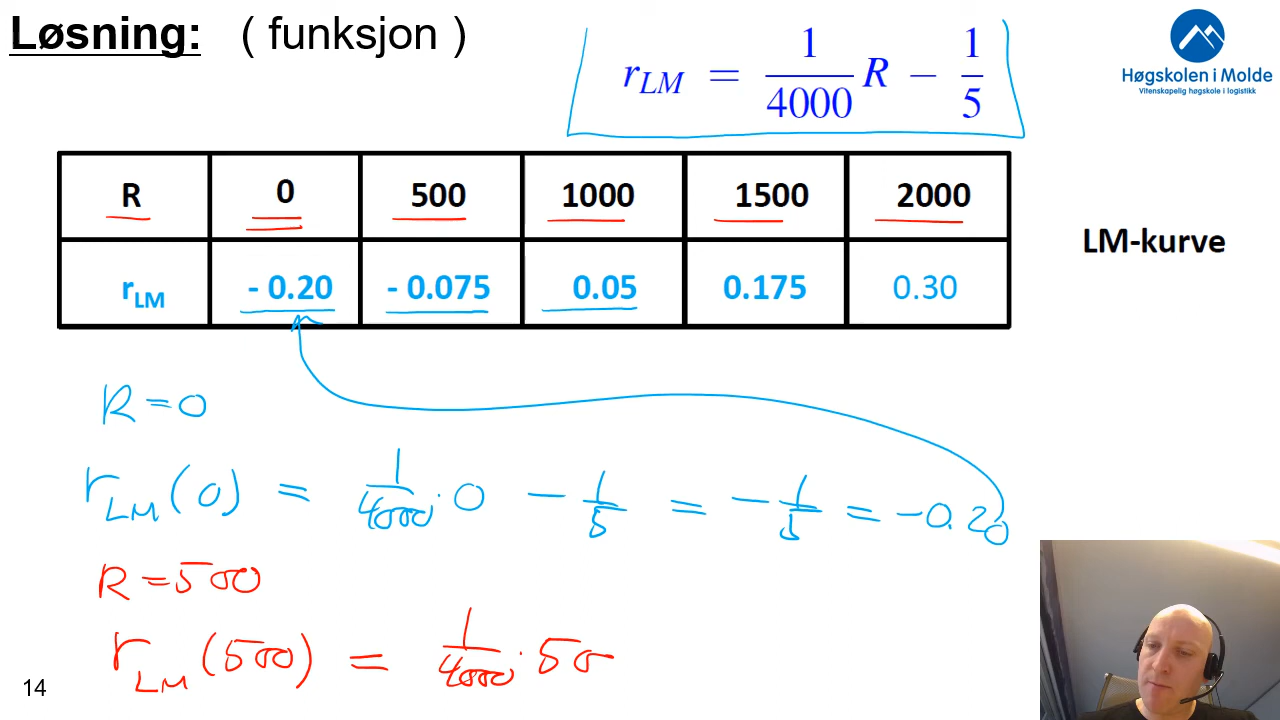 Løsning: ( funksjon )
r_LM = 1/4000 R − 1/5
Høgskolen i Molde
Vitenskapelig høgskole i logistikk
R 0 500 1000 1500 2000
r_LM - 0.20 - 0.075 0.05 0.175 0.30
LM-kurve
R = 0
r_LM (0) = 1/4000 · 0 − 1/5 = − 1/5 = −0.20
R = 500
r_LM (500) = 1/4000 · 50
14